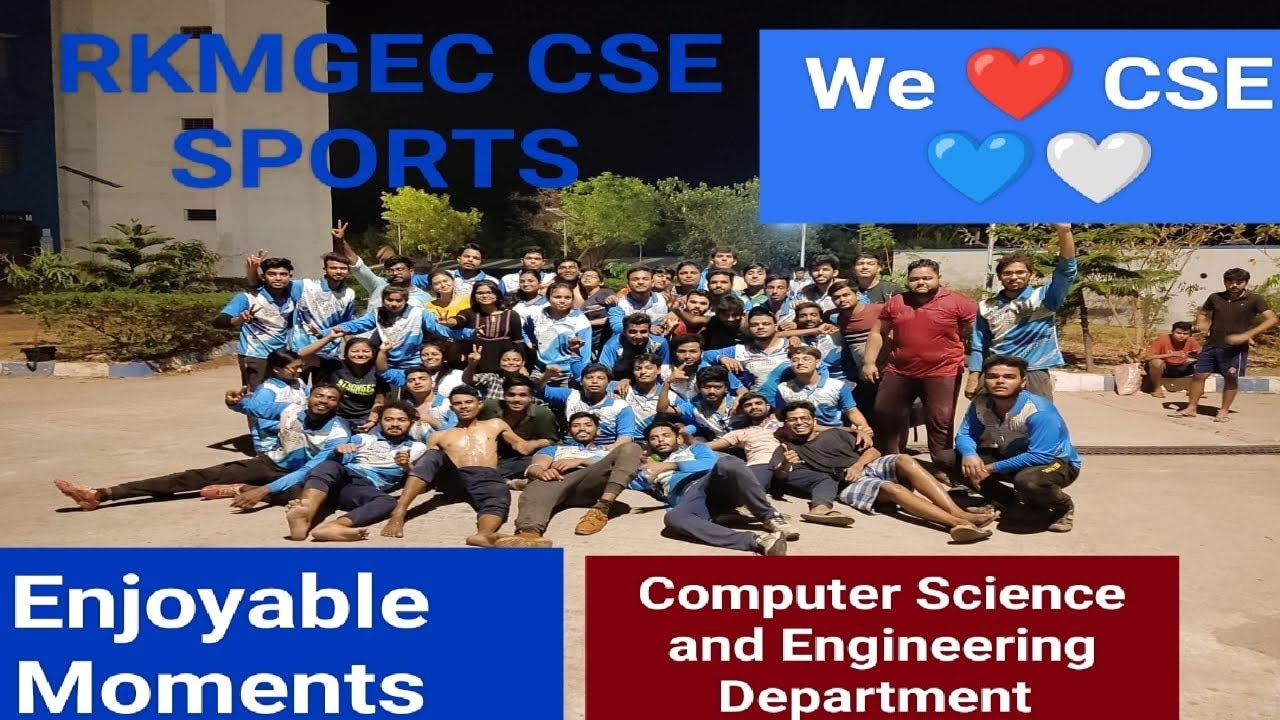 RKMGEC CSE
SPORTS
We ❤️ CSE
💙🤍
Enjoyable
Moments
Computer Science
and Engineering
Department